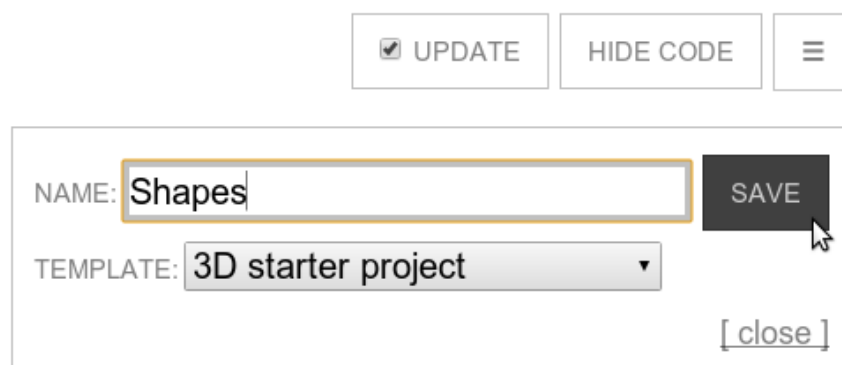 UPDATE HIDE CODE ☰
NAME: Shapes SAVE
TEMPLATE: 3D starter project
[ close ]